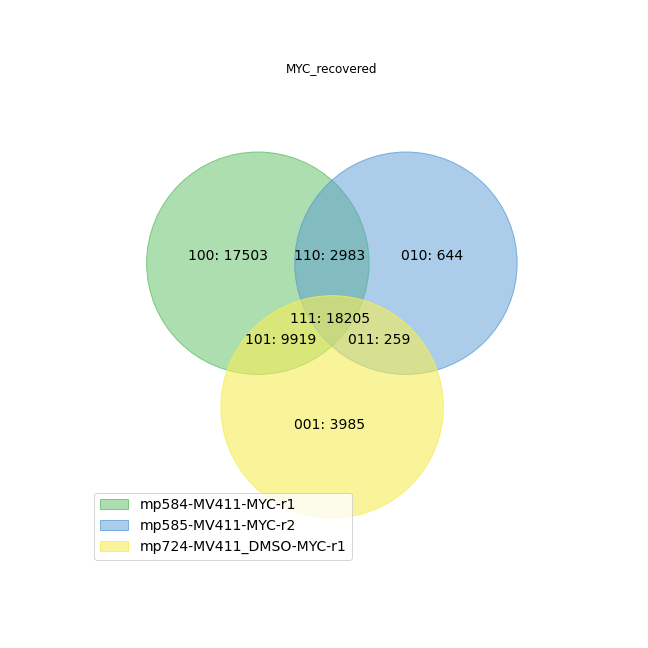 MYC_recovered
100: 17503
110: 2983
010: 644
111: 18205
101: 9919
011: 259
001: 3985
mp584-MV411-MYC-r1
mp585-MV411-MYC-r2
mp724-MV411_DMSO-MYC-r1